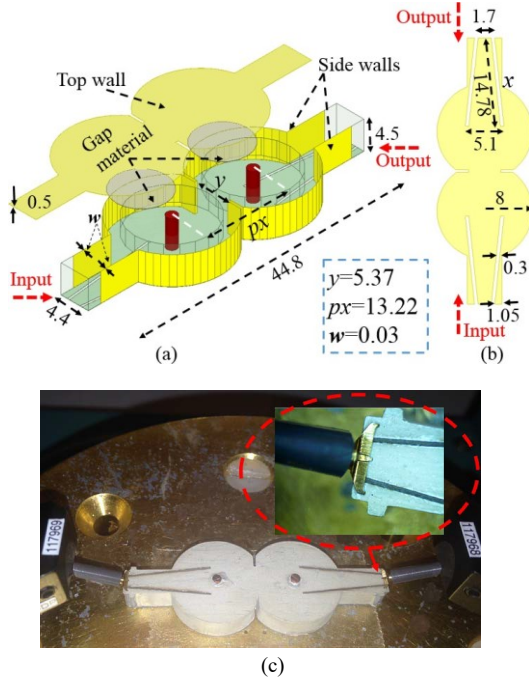 Top wall
Side walls
Gap
material
0.5
w
y
px
4.5
Output
44.8
Input
4.4
y=5.37
px=13.22
w=0.03
(a)
Output
1.7
x
14.78
5.1
8
0.3
1.05
Input
(b)
117969
117968
(c)